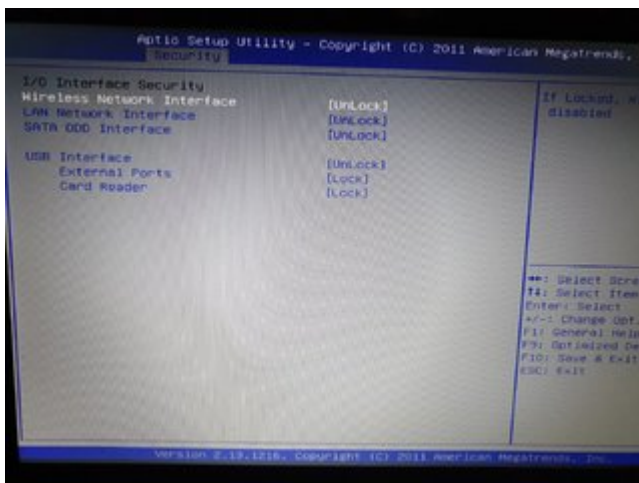 Aptio Setup Utility - Copyright (C) 2011 American Megatrends,
Security
I/O Interface Security
Wireless Network Interface [UnLock]
LAN Network Interface [UnLock]
SATA ODD Interface [UnLock]
USB Interface [UnLock]
External Ports [Lock]
Card Reader [Lock]
If Locked,
disabled
: Select Scre
: Select Item
Enter: Select
+/-: Change Opt.
F1: General Help
F9: Optimized De
F10: Save & Exit
ESC: Exit
Version 2.13.1216. Copyright (C) 2011 American Megatrends, Inc.